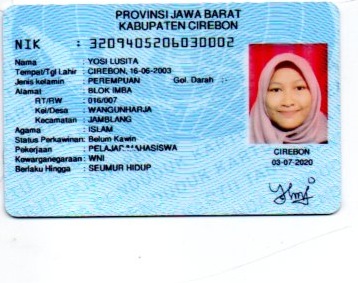 PROVINSI JAWA BARAT
KABUPATEN CIREBON
NIK : 3209405206030002
Nama : YOSI LUSITA
Tempat/Tgl Lahir : CIREBON, 16-06-2003
Jenis kelamin : PEREMPUAN Gol. Darah :-
Alamat : BLOK IMBA
RT/RW : 016/007
Kel/Desa : WANGUNHARJA
Kecamatan : JAMBLANG
Agama : ISLAM
Status Perkawinan: Belum Kawin
Pekerjaan : PELAJAR/MAHASISWA
Kewarganegaraan: WNI
Berlaku Hingga : SEUMUR HIDUP
CIREBON
03-07-2020